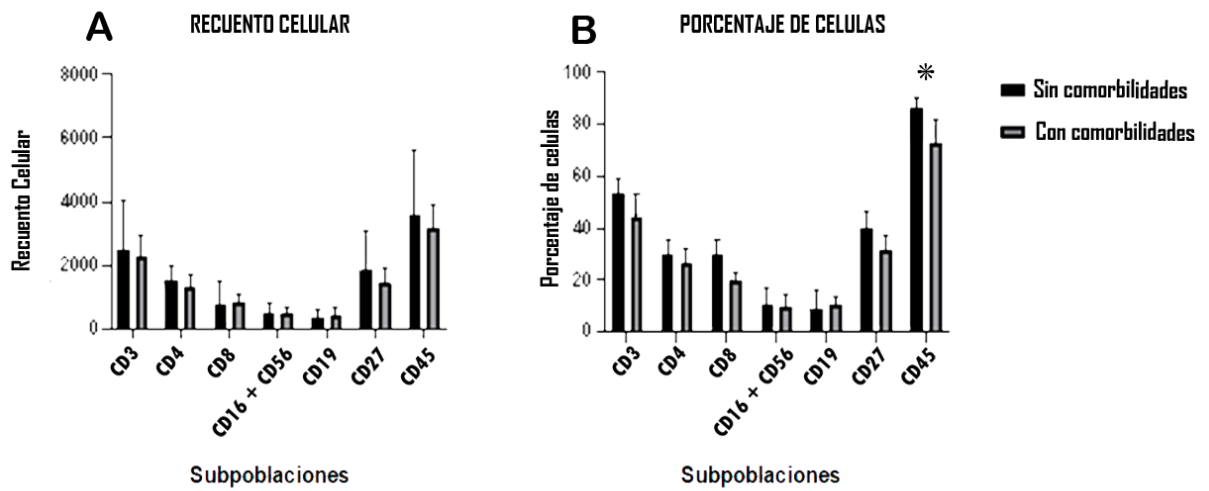 A
RECUENTO CELULAR
Recuento Celular
8000
6000
4000
2000
0
CD3
CD4
CD8
CD16 + CD56
CD19
CD27
CD45
Subpoblaciones
B
PORCENTAJE DE CELULAS
Porcentaje de celulas
100
80
60
40
20
0
*
CD3
CD4
CD8
CD16 + CD56
CD19
CD27
CD45
Subpoblaciones
Sin comorbilidades
Con comorbilidades